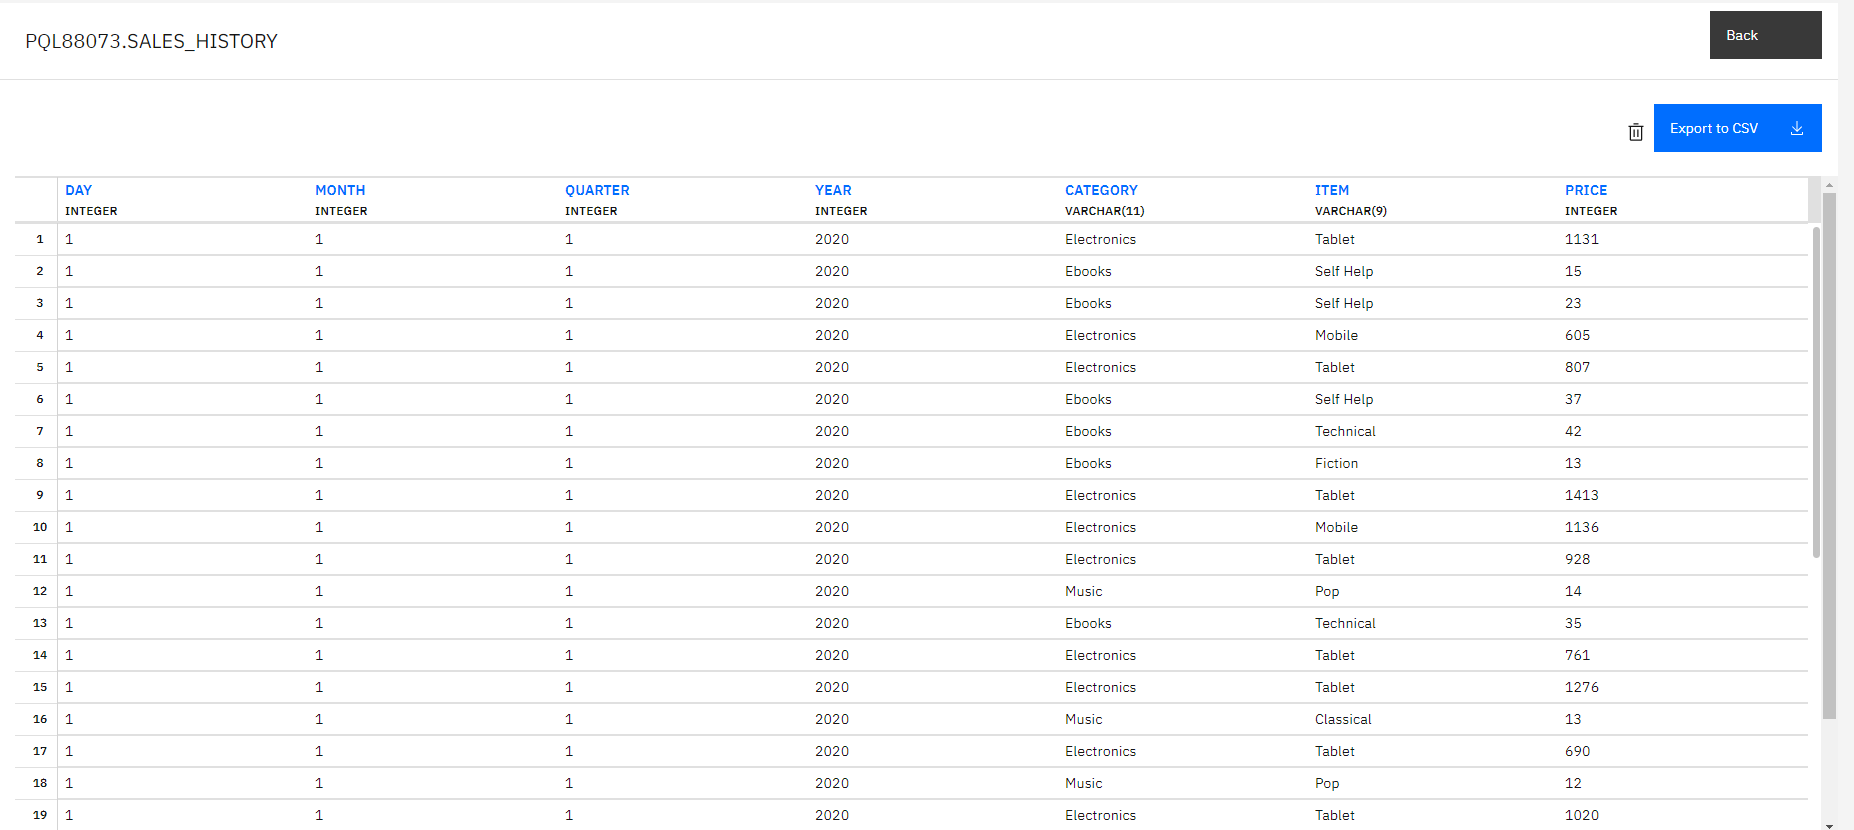 PQL88073.SALES_HISTORY
Back
Export to CSV
DAY MONTH QUARTER YEAR CATEGORY ITEM PRICE
INTEGER INTEGER INTEGER INTEGER VARCHAR(11) VARCHAR(9) INTEGER
1 1 1 1 2020 Electronics Tablet 1131
2 1 1 1 2020 Ebooks Self Help 15
3 1 1 1 2020 Ebooks Self Help 23
4 1 1 1 2020 Electronics Mobile 605
5 1 1 1 2020 Electronics Tablet 807
6 1 1 1 2020 Ebooks Self Help 37
7 1 1 1 2020 Ebooks Technical 42
8 1 1 1 2020 Ebooks Fiction 13
9 1 1 1 2020 Electronics Tablet 1413
10 1 1 1 2020 Electronics Mobile 1136
11 1 1 1 2020 Electronics Tablet 928
12 1 1 1 2020 Music Pop 14
13 1 1 1 2020 Ebooks Technical 35
14 1 1 1 2020 Electronics Tablet 761
15 1 1 1 2020 Electronics Tablet 1276
16 1 1 1 2020 Music Classical 13
17 1 1 1 2020 Electronics Tablet 690
18 1 1 1 2020 Music Pop 12
19 1 1 1 2020 Electronics Tablet 1020